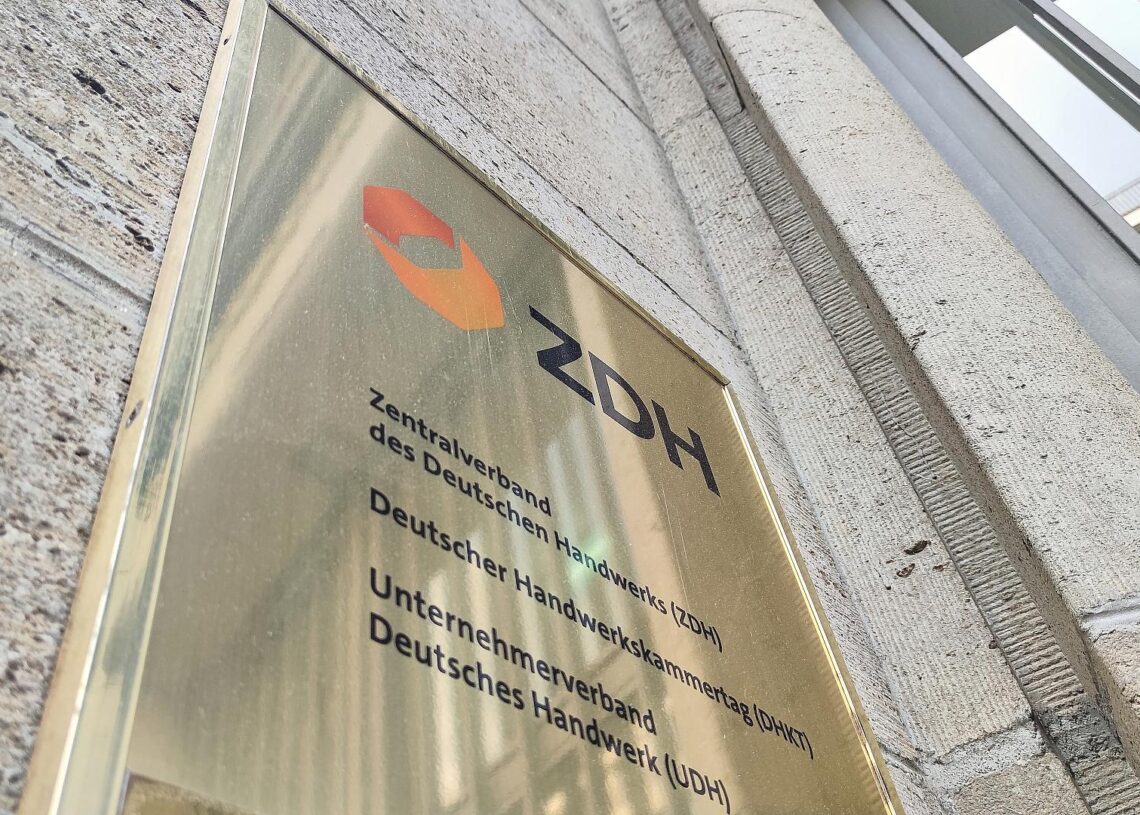 ZDH
Zentralverband
des Deutschen Handwerks (ZDH)
Deutscher Handwerkskammertag (DHKT)
Unternehmerverband
Deutsches Handwerk (UDH)